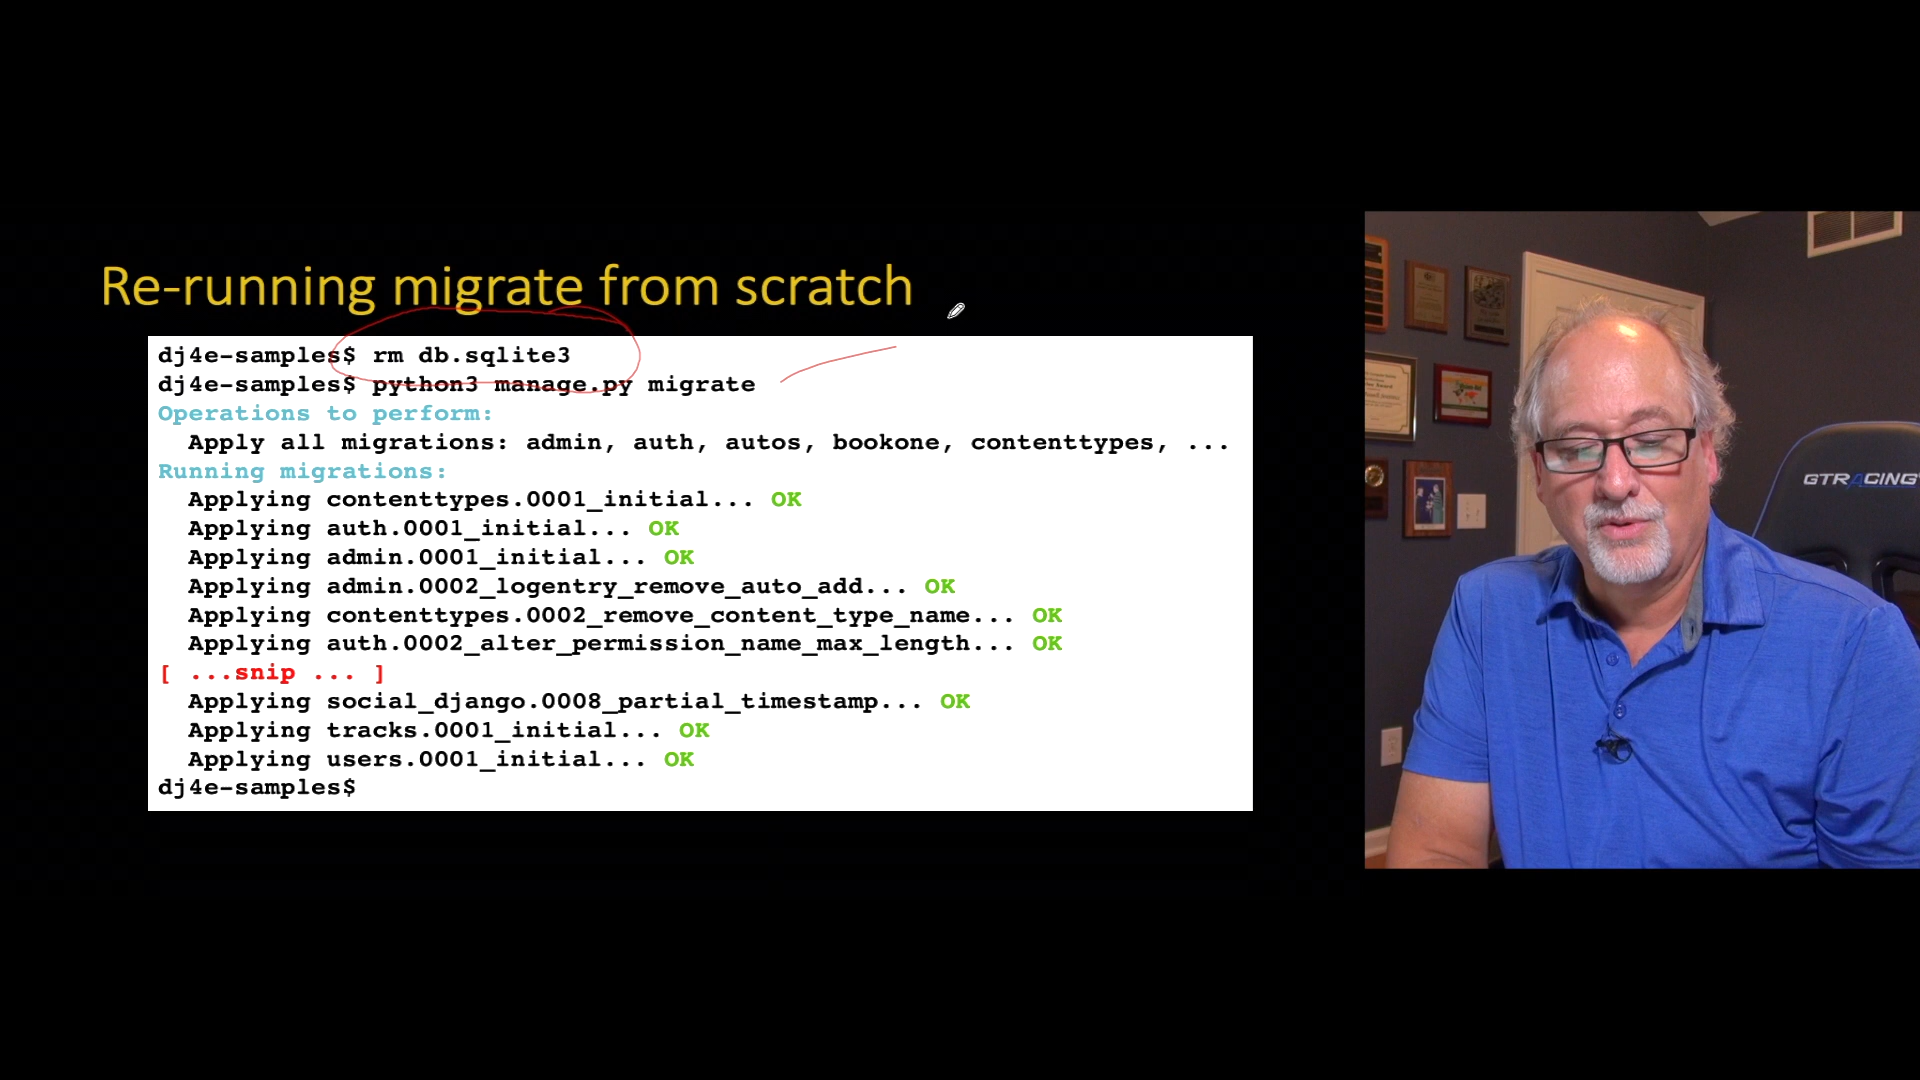 Re-running migrate from scratch
dj4e-samples$ rm db.sqlite3
dj4e-samples$ python3 manage.py migrate
Operations to perform:
  Apply all migrations: admin, auth, autos, bookone, contenttypes, ...
Running migrations:
  Applying contenttypes.0001_initial... OK
  Applying auth.0001_initial... OK
  Applying admin.0001_initial... OK
  Applying admin.0002_logentry_remove_auto_add... OK
  Applying contenttypes.0002_remove_content_type_name... OK
  Applying auth.0002_alter_permission_name_max_length... OK
[ ...snip ... ]
  Applying social_django.0008_partial_timestamp... OK
  Applying tracks.0001_initial... OK
  Applying users.0001_initial... OK
dj4e-samples$
GTRACING